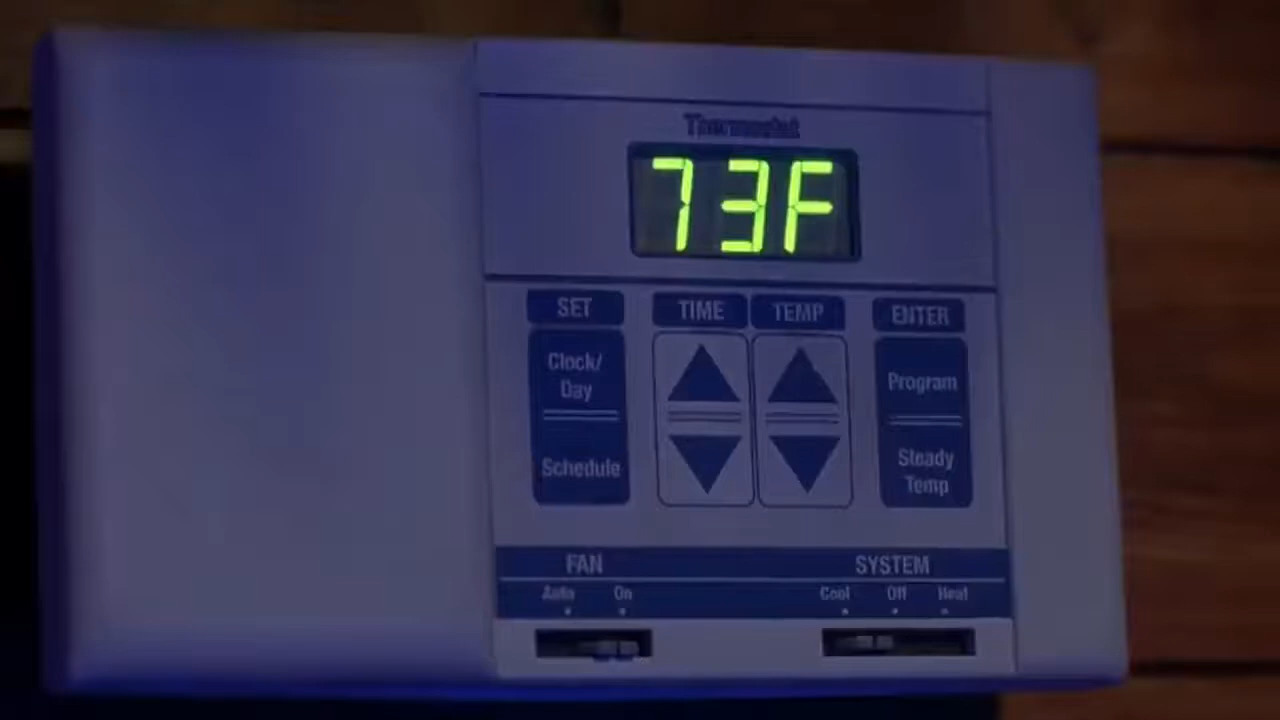 Thermostat
73F
SET TIME TEMP ENTER
Clock/
Day
Program
Schedule
Steady
Temp
FAN SYSTEM
Auto On Cool Off Heat